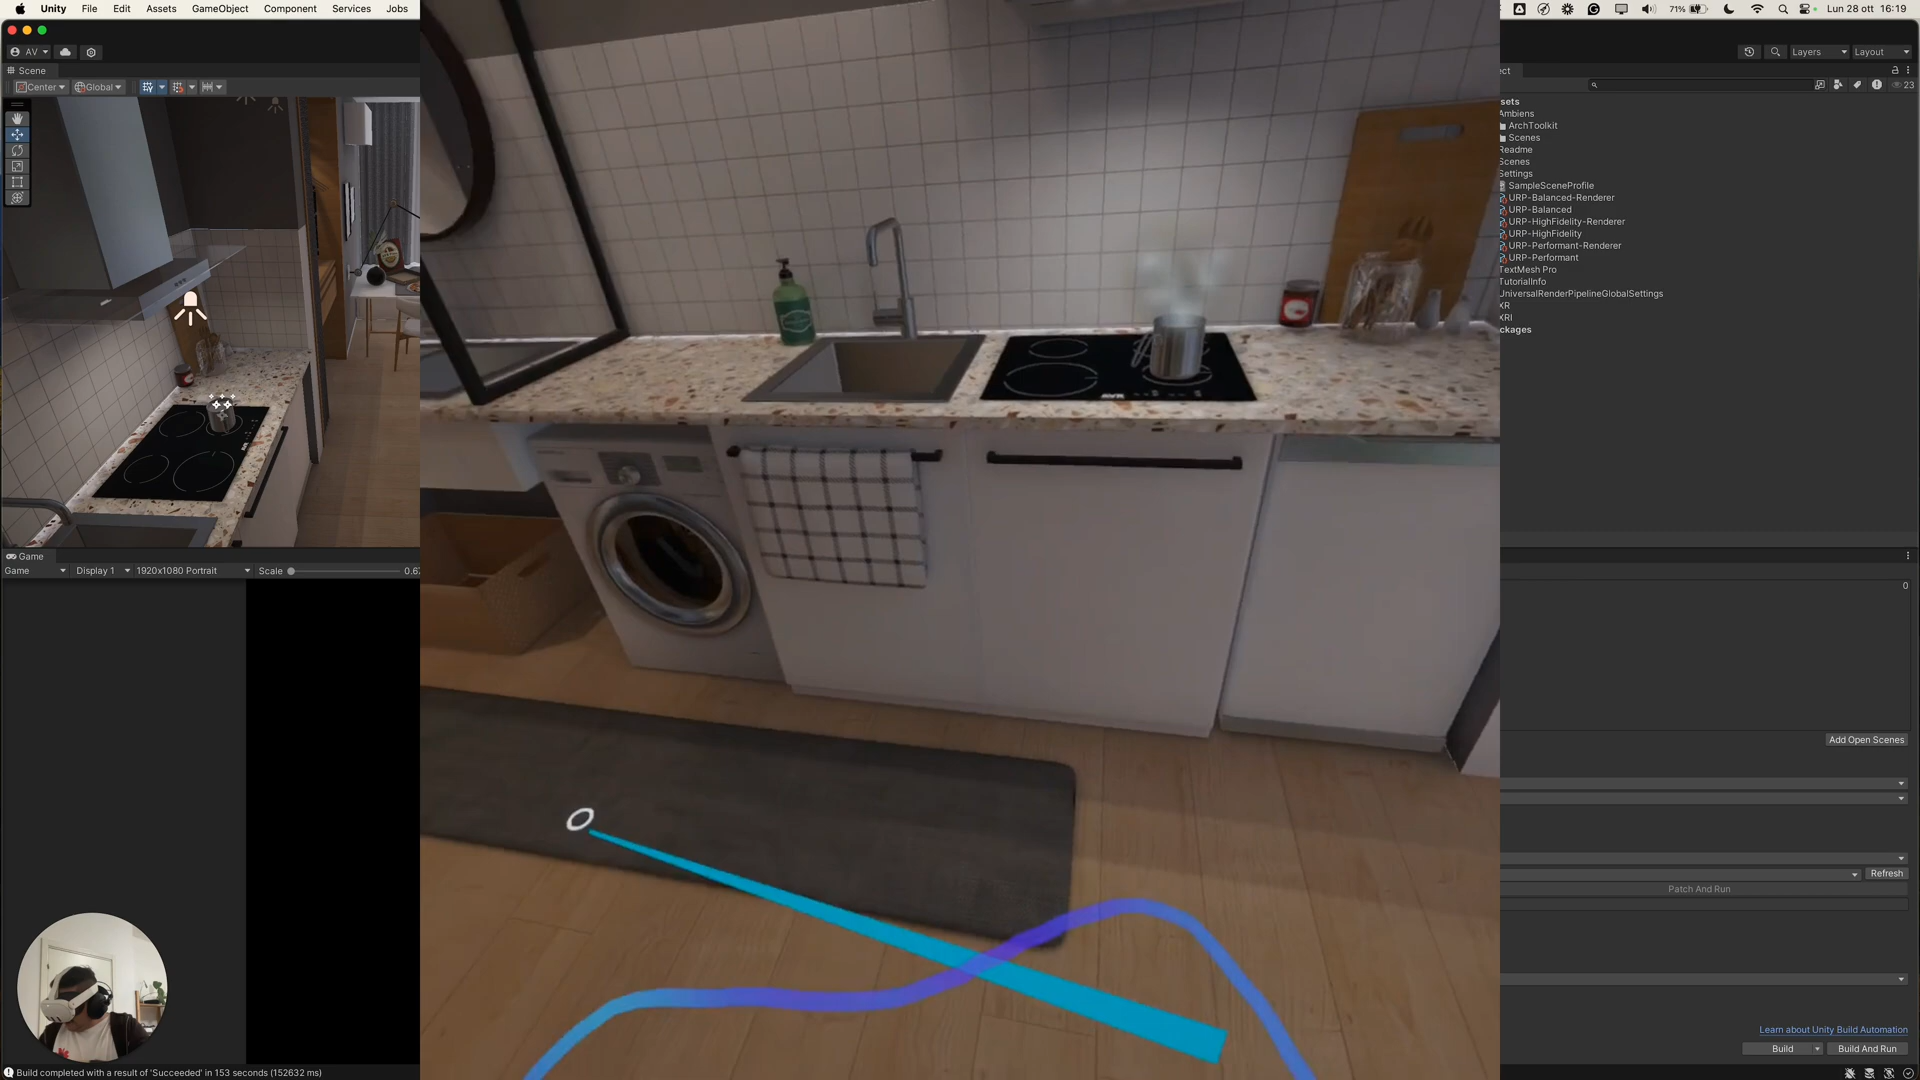 Unity File Edit Assets GameObject Component Services Jobs
71% Lun 28 ott 16:19
AV
Layers Layout
Scene
ect
Center Global
23
sets
Ambiens
ArchToolkit
Scenes
Readme
Scenes
Settings
SampleSceneProfile
URP-Balanced-Renderer
URP-Balanced
URP-HighFidelity-Renderer
URP-HighFidelity
URP-Performant-Renderer
URP-Performant
TextMesh Pro
TutorialInfo
UniversalRenderPipelineGlobalSettings
XR
XRI
ckages
AVR
Game
Game Display 1 1920x1080 Portrait Scale 0.67
0
Add Open Scenes
Refresh
Patch And Run
Learn about Unity Build Automation
Build Build And Run
Build completed with a result of 'Succeeded' in 153 seconds (152632 ms)